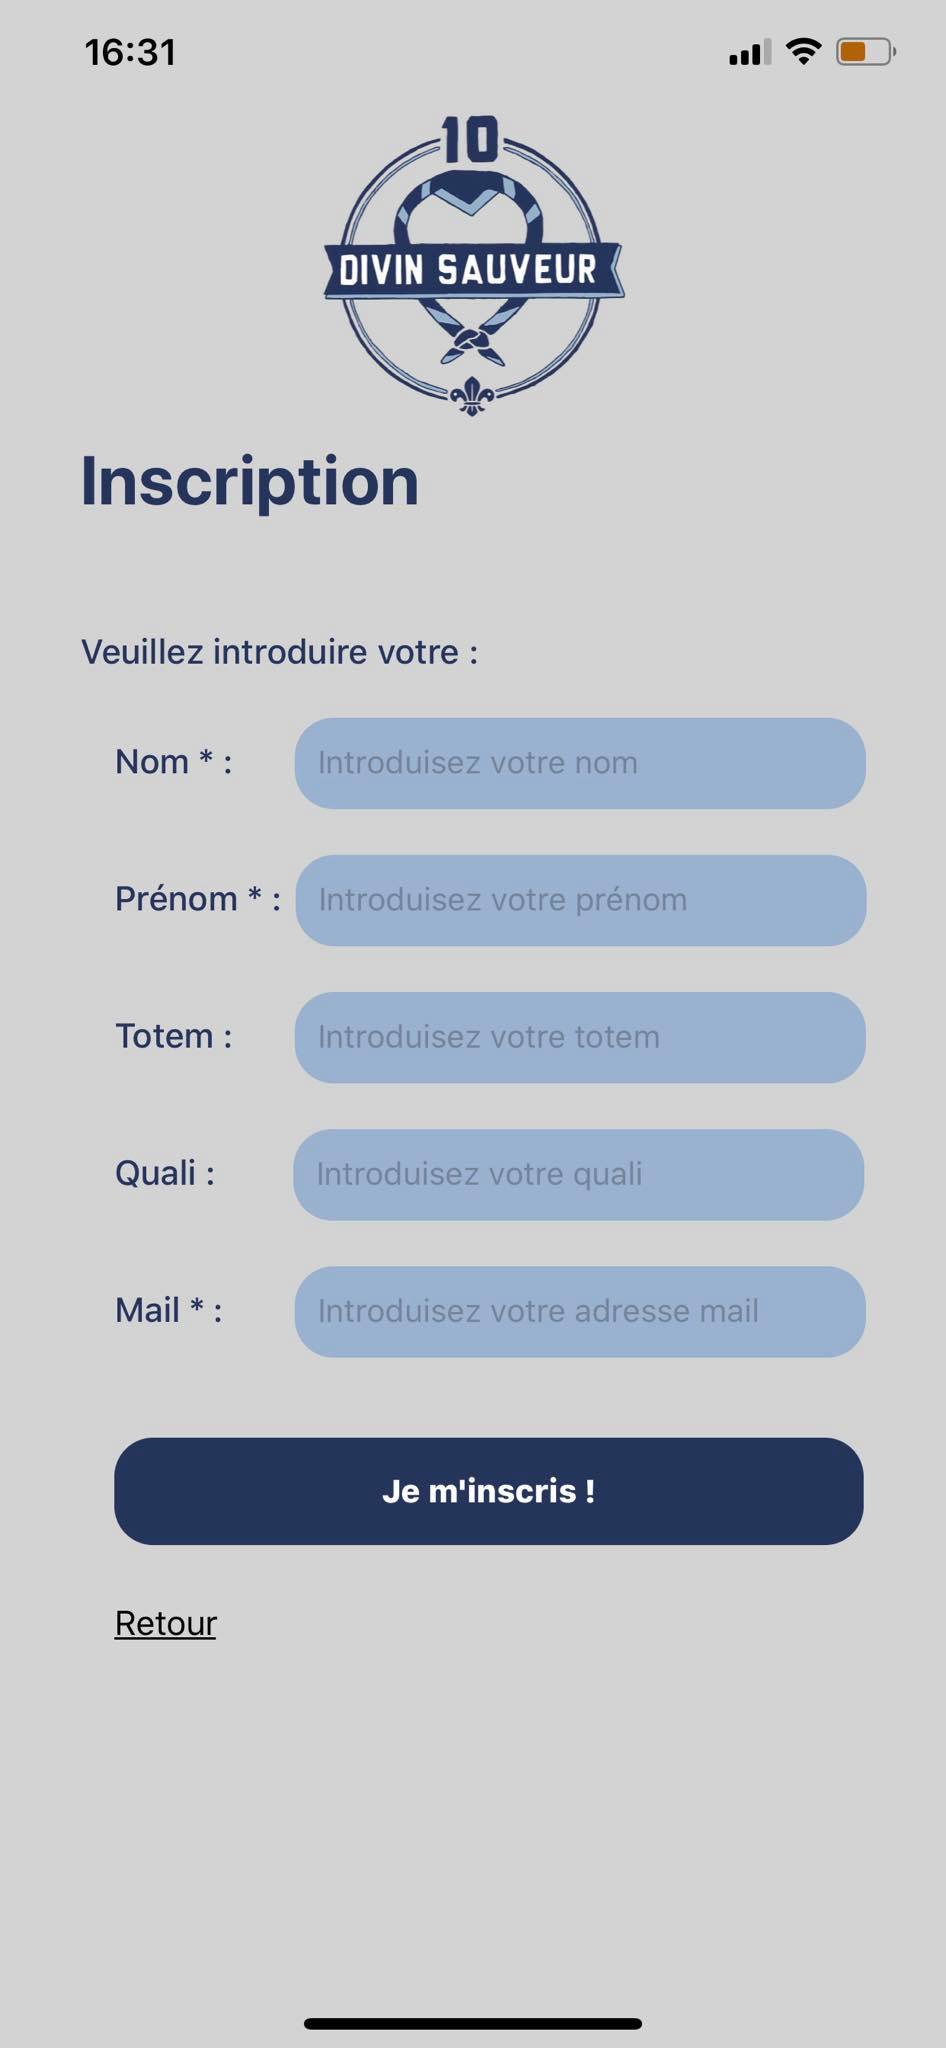 16:31
10
DIVIN SAUVEUR
Inscription
Veuillez introduire votre :
Nom * :
Introduisez votre nom
Prénom * :
Introduisez votre prénom
Totem :
Introduisez votre totem
Quali :
Introduisez votre quali
Mail * :
Introduisez votre adresse mail
Je m'inscris !
Retour